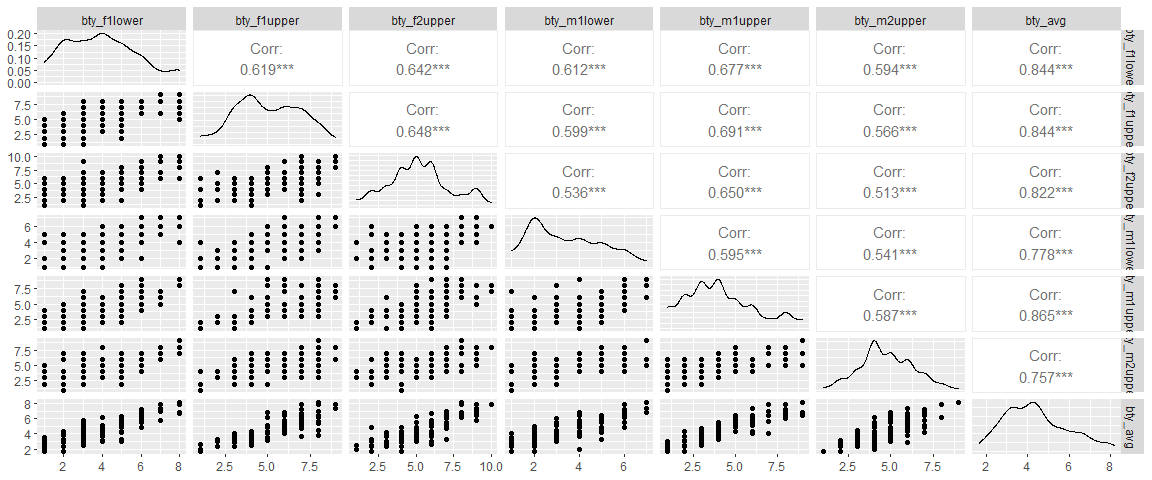 bty_f1lower bty_f1upper bty_f2upper bty_m1lower bty_m1upper bty_m2upper bty_avg
0.20
0.15
0.10
0.05
0.00
Corr: Corr: Corr: Corr: Corr: Corr:
0.619*** 0.642*** 0.612*** 0.677*** 0.594*** 0.844***
bty_f1lowe
7.5
5.0
2.5
Corr: Corr: Corr: Corr: Corr:
0.648*** 0.599*** 0.691*** 0.566*** 0.844***
bty_f1uppe
10.0
7.5
5.0
2.5
Corr: Corr: Corr: Corr:
0.536*** 0.650*** 0.513*** 0.822***
bty_f2uppe
6
4
2
Corr: Corr: Corr:
0.595*** 0.541*** 0.778***
bty_m1lowe
7.5
5.0
2.5
Corr: Corr:
0.587*** 0.865***
bty_m1uppe
7.5
5.0
2.5
Corr:
0.757***
bty_m2uppe
8
6
4
2
bty_avg
2 4 6 8 2.5 5.0 7.5 2.5 5.0 7.5 10.0 2 4 6 2.5 5.0 7.5 2.5 5.0 7.5 2 4 6 8